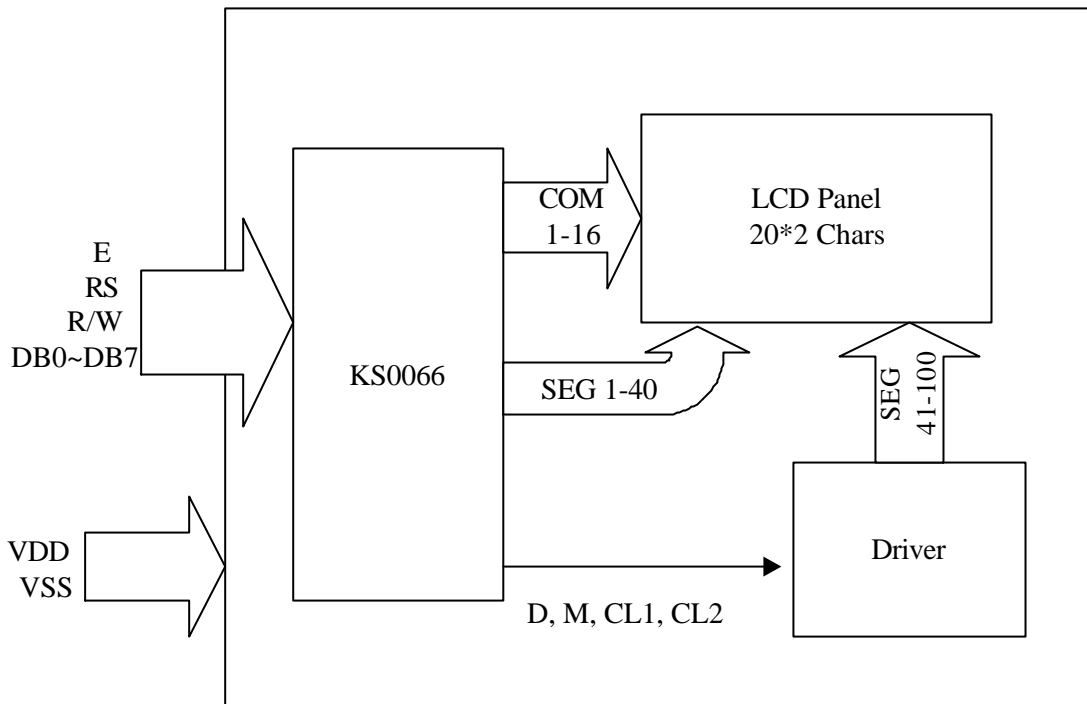 E
RS
R/W
DB0~DB7
VDD
VSS
KS0066
COM
1-16
SEG 1-40
D, M, CL1, CL2
LCD Panel
20*2 Chars
SEG
41-100
Driver